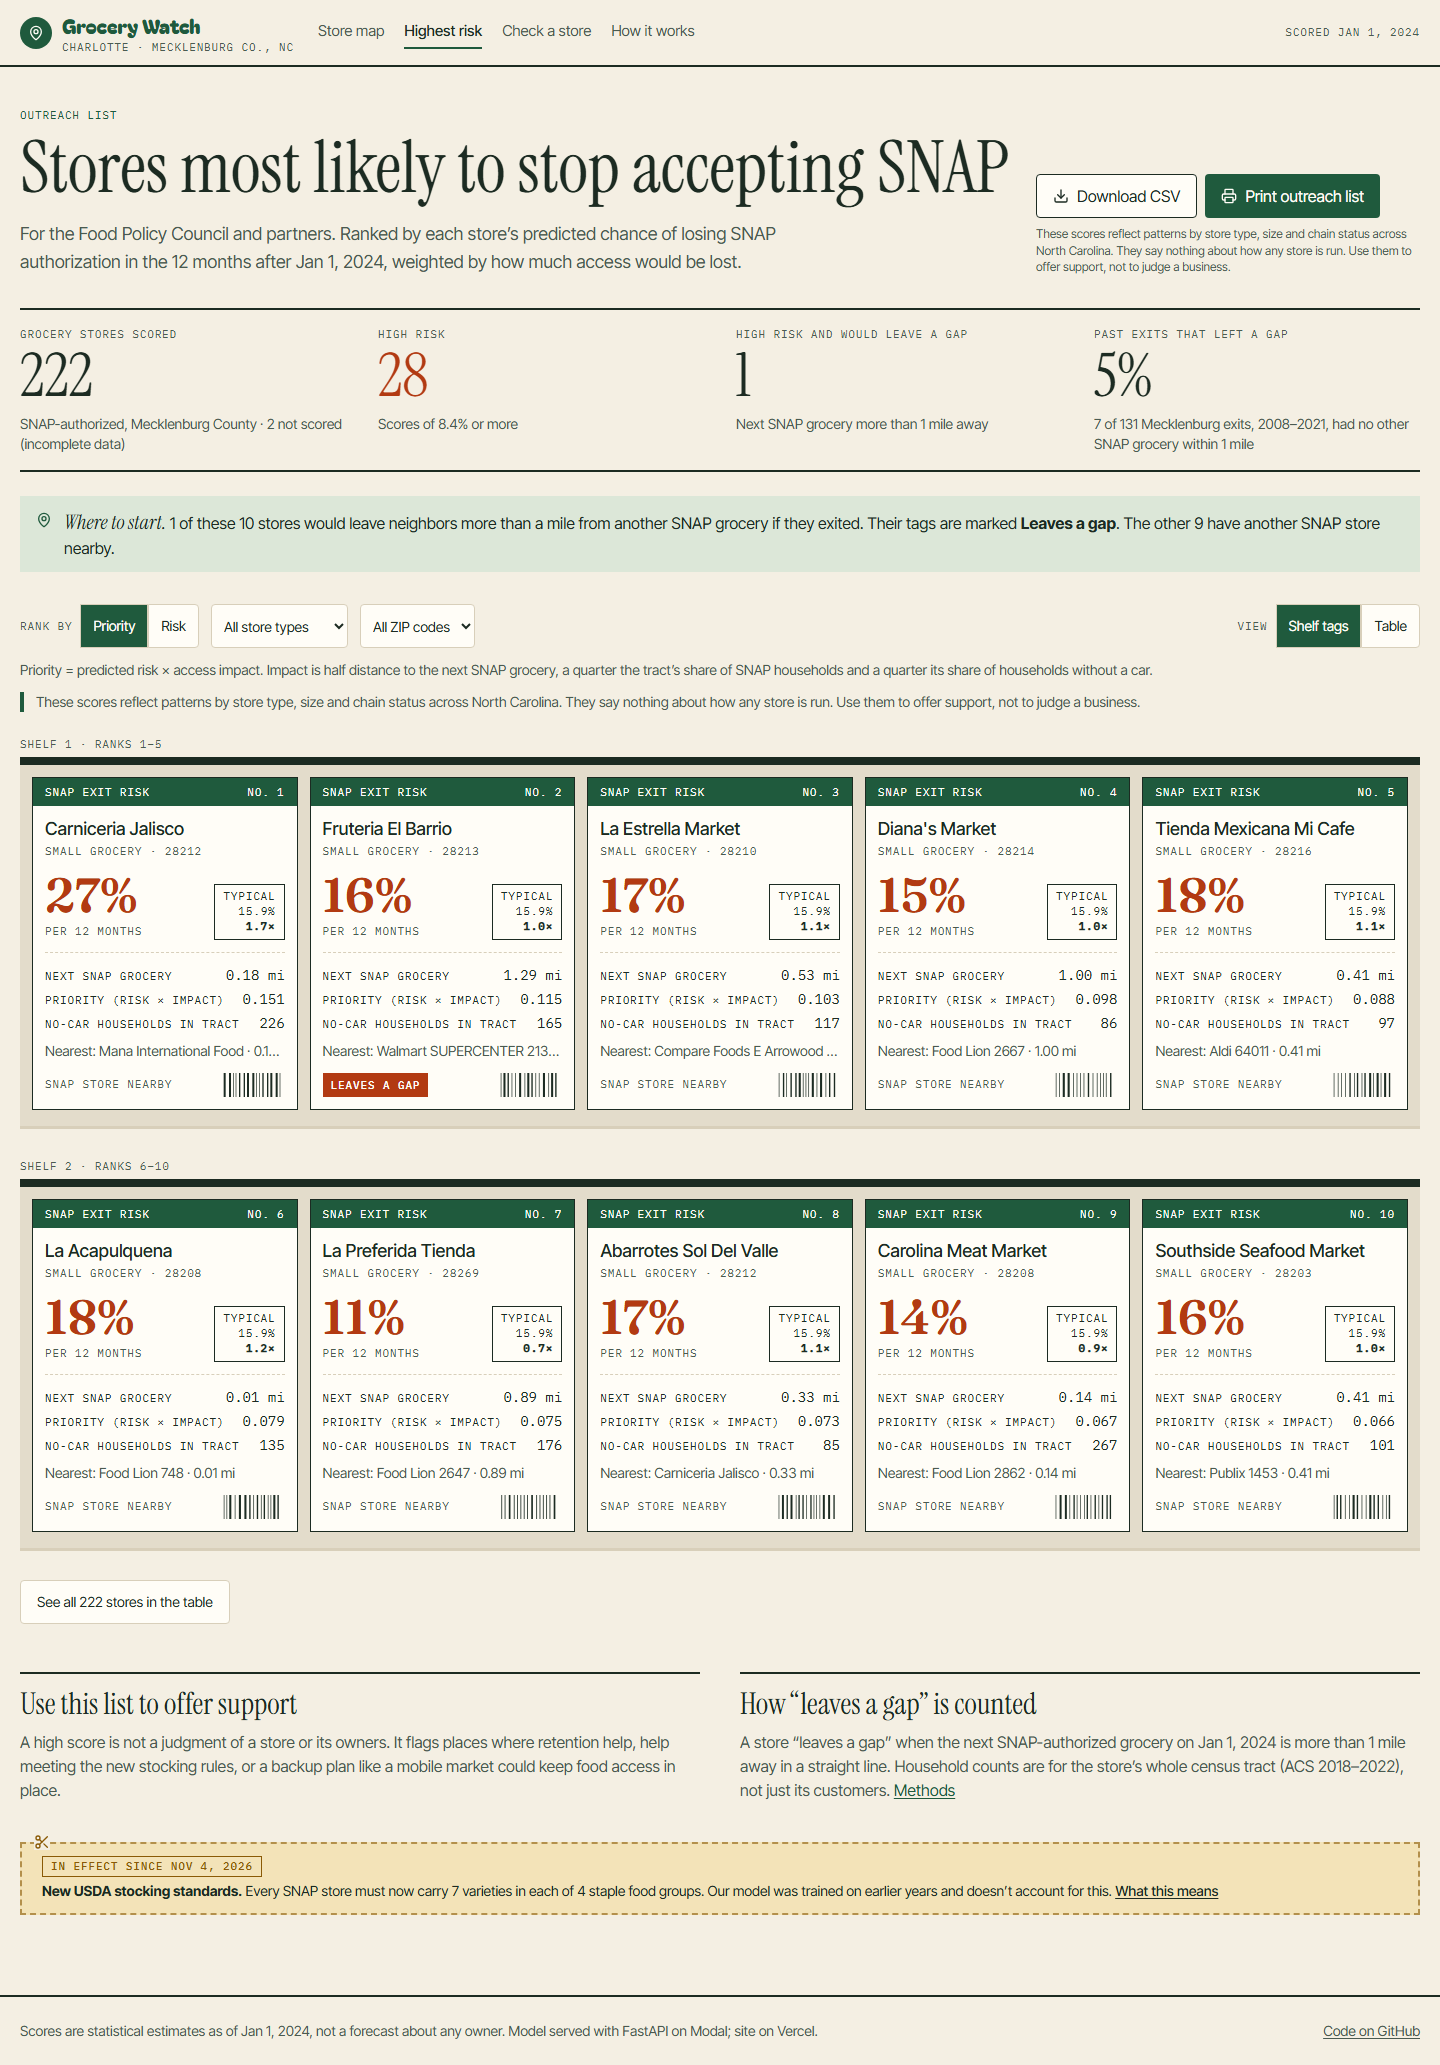 Grocery Watch
CHARLOTTE · MECKLENBURG CO., NC
Store map
Highest risk
Check a store
How it works
SCORED JAN 1, 2024
OUTREACH LIST
Stores most likely to stop accepting SNAP
For the Food Policy Council and partners. Ranked by each store’s predicted chance of losing SNAP
authorization in the 12 months after Jan 1, 2024, weighted by how much access would be lost.
Download CSV
Print outreach list
These scores reflect patterns by store type, size and chain status across
North Carolina. They say nothing about how any store is run. Use them to
offer support, not to judge a business.
GROCERY STORES SCORED
222
SNAP-authorized, Mecklenburg County · 2 not scored
(incomplete data)
HIGH RISK
28
Scores of 8.4% or more
HIGH RISK AND WOULD LEAVE A GAP
1
Next SNAP grocery more than 1 mile away
PAST EXITS THAT LEFT A GAP
5%
7 of 131 Mecklenburg exits, 2008–2021, had no other
SNAP grocery within 1 mile
Where to start. 1 of these 10 stores would leave neighbors more than a mile from another SNAP grocery if they exited. Their tags are marked Leaves a gap. The other 9 have another SNAP store
nearby.
RANK BY
Priority
Risk
All store types
All ZIP codes
VIEW
Shelf tags
Table
Priority = predicted risk × access impact. Impact is half distance to the next SNAP grocery, a quarter the tract’s share of SNAP households and a quarter its share of households without a car.
These scores reflect patterns by store type, size and chain status across North Carolina. They say nothing about how any store is run. Use them to offer support, not to judge a business.
SHELF 1 · RANKS 1–5
SNAP EXIT RISK NO. 1
Carniceria Jalisco
SMALL GROCERY · 28212
27%
PER 12 MONTHS
TYPICAL
15.9%
1.7×
NEXT SNAP GROCERY 0.18 mi
PRIORITY (RISK × IMPACT) 0.151
NO-CAR HOUSEHOLDS IN TRACT 226
Nearest: Mana International Food · 0.1...
SNAP STORE NEARBY
SNAP EXIT RISK NO. 2
Fruteria El Barrio
SMALL GROCERY · 28213
16%
PER 12 MONTHS
TYPICAL
15.9%
1.0×
NEXT SNAP GROCERY 1.29 mi
PRIORITY (RISK × IMPACT) 0.115
NO-CAR HOUSEHOLDS IN TRACT 165
Nearest: Walmart SUPERCENTER 213...
LEAVES A GAP
SNAP EXIT RISK NO. 3
La Estrella Market
SMALL GROCERY · 28210
17%
PER 12 MONTHS
TYPICAL
15.9%
1.1×
NEXT SNAP GROCERY 0.53 mi
PRIORITY (RISK × IMPACT) 0.103
NO-CAR HOUSEHOLDS IN TRACT 117
Nearest: Compare Foods E Arrowood ...
SNAP STORE NEARBY
SNAP EXIT RISK NO. 4
Diana's Market
SMALL GROCERY · 28214
15%
PER 12 MONTHS
TYPICAL
15.9%
1.0×
NEXT SNAP GROCERY 1.00 mi
PRIORITY (RISK × IMPACT) 0.098
NO-CAR HOUSEHOLDS IN TRACT 86
Nearest: Food Lion 2667 · 1.00 mi
SNAP STORE NEARBY
SNAP EXIT RISK NO. 5
Tienda Mexicana Mi Cafe
SMALL GROCERY · 28216
18%
PER 12 MONTHS
TYPICAL
15.9%
1.1×
NEXT SNAP GROCERY 0.41 mi
PRIORITY (RISK × IMPACT) 0.088
NO-CAR HOUSEHOLDS IN TRACT 97
Nearest: Aldi 64011 · 0.41 mi
SNAP STORE NEARBY
SHELF 2 · RANKS 6–10
SNAP EXIT RISK NO. 6
La Acapulquena
SMALL GROCERY · 28208
18%
PER 12 MONTHS
TYPICAL
15.9%
1.2×
NEXT SNAP GROCERY 0.01 mi
PRIORITY (RISK × IMPACT) 0.079
NO-CAR HOUSEHOLDS IN TRACT 135
Nearest: Food Lion 748 · 0.01 mi
SNAP STORE NEARBY
SNAP EXIT RISK NO. 7
La Preferida Tienda
SMALL GROCERY · 28269
11%
PER 12 MONTHS
TYPICAL
15.9%
0.7×
NEXT SNAP GROCERY 0.89 mi
PRIORITY (RISK × IMPACT) 0.075
NO-CAR HOUSEHOLDS IN TRACT 176
Nearest: Food Lion 2647 · 0.89 mi
SNAP STORE NEARBY
SNAP EXIT RISK NO. 8
Abarrotes Sol Del Valle
SMALL GROCERY · 28212
17%
PER 12 MONTHS
TYPICAL
15.9%
1.1×
NEXT SNAP GROCERY 0.33 mi
PRIORITY (RISK × IMPACT) 0.073
NO-CAR HOUSEHOLDS IN TRACT 85
Nearest: Carniceria Jalisco · 0.33 mi
SNAP STORE NEARBY
SNAP EXIT RISK NO. 9
Carolina Meat Market
SMALL GROCERY · 28208
14%
PER 12 MONTHS
TYPICAL
15.9%
0.9×
NEXT SNAP GROCERY 0.14 mi
PRIORITY (RISK × IMPACT) 0.067
NO-CAR HOUSEHOLDS IN TRACT 267
Nearest: Food Lion 2862 · 0.14 mi
SNAP STORE NEARBY
SNAP EXIT RISK NO. 10
Southside Seafood Market
SMALL GROCERY · 28203
16%
PER 12 MONTHS
TYPICAL
15.9%
1.0×
NEXT SNAP GROCERY 0.41 mi
PRIORITY (RISK × IMPACT) 0.066
NO-CAR HOUSEHOLDS IN TRACT 101
Nearest: Publix 1453 · 0.41 mi
SNAP STORE NEARBY
See all 222 stores in the table
Use this list to offer support
A high score is not a judgment of a store or its owners. It flags places where retention help, help
meeting the new stocking rules, or a backup plan like a mobile market could keep food access in
place.
How “leaves a gap” is counted
A store “leaves a gap” when the next SNAP-authorized grocery on Jan 1, 2024 is more than 1 mile
away in a straight line. Household counts are for the store’s whole census tract (ACS 2018–2022),
not just its customers. Methods
IN EFFECT SINCE NOV 4, 2026
New USDA stocking standards. Every SNAP store must now carry 7 varieties in each of 4 staple food groups. Our model was trained on earlier years and doesn’t account for this. What this means
Scores are statistical estimates as of Jan 1, 2024, not a forecast about any owner. Model served with FastAPI on Modal; site on Vercel.
Code on GitHub